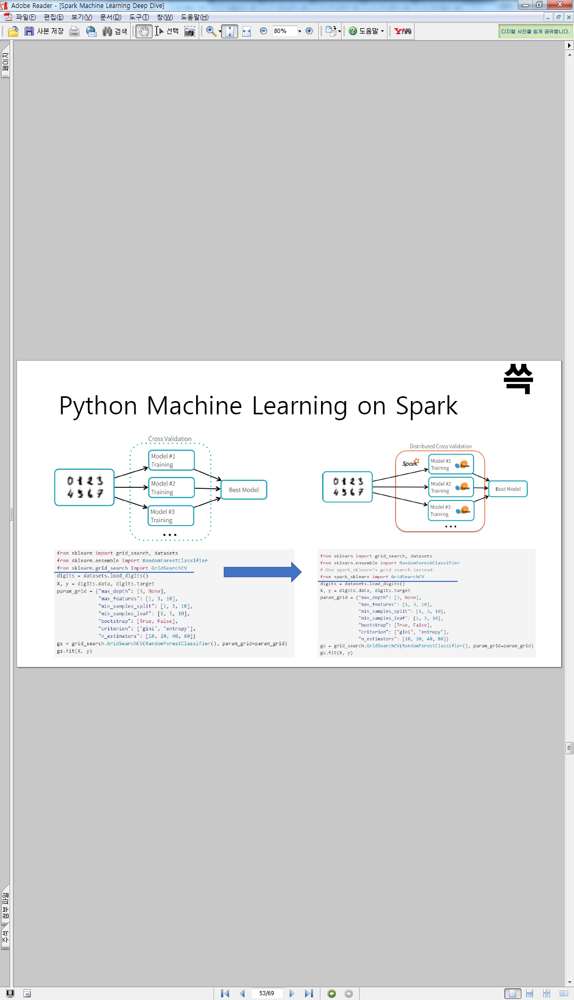 Adobe Reader - [Spark Machine Learning Deep Dive]
파일(F) 편집(E) 보기(V) 문서(D) 도구(T) 창(W) 도움말(H)
사본 저장 검색 선택 80% 도움말 Y! 디지털 사진을 쉽게 공유합니다.
페이지
쏙
Python Machine Learning on Spark
Cross Validation
Model #1
Training
Model #2
Training
Model #3
Training
...
0 1 2 3
4 5 6 7
Best Model
Distributed Cross Validation
Spark
Model #1
Training
learn
Model #2
Training
learn
Model #3
Training
learn
...
0 1 2 3
4 5 6 7
Best Model
from sklearn import grid_search, datasets
from sklearn.ensemble import RandomForestClassifier
from sklearn.grid_search import GridSearchCV
digits = datasets.load_digits()
X, y = digits.data, digits.target
param_grid = {"max_depth": [3, None],
"max_features": [1, 3, 10],
"min_samples_split": [1, 3, 10],
"min_samples_leaf": [1, 3, 10],
"bootstrap": [True, False],
"criterion": ["gini", "entropy"],
"n_estimators": [10, 20, 40, 80]}
gs = grid_search.GridSearchCV(RandomForestClassifier(), param_grid=param_grid)
gs.fit(X, y)
from sklearn import grid_search, datasets
from sklearn.ensemble import RandomForestClassifier
# Use spark_sklearn's grid search instead:
from spark_sklearn import GridSearchCV
digits = datasets.load_digits()
X, y = digits.data, digits.target
param_grid = {"max_depth": [3, None],
"max_features": [1, 3, 10],
"min_samples_split": [1, 3, 10],
"min_samples_leaf": [1, 3, 10],
"bootstrap": [True, False],
"criterion": ["gini", "entropy"],
"n_estimators": [10, 20, 40, 80]}
gs = grid_search.GridSearchCV(RandomForestClassifier(), param_grid=param_grid)
gs.fit(X, y)
첨부 파일
주석
53/69